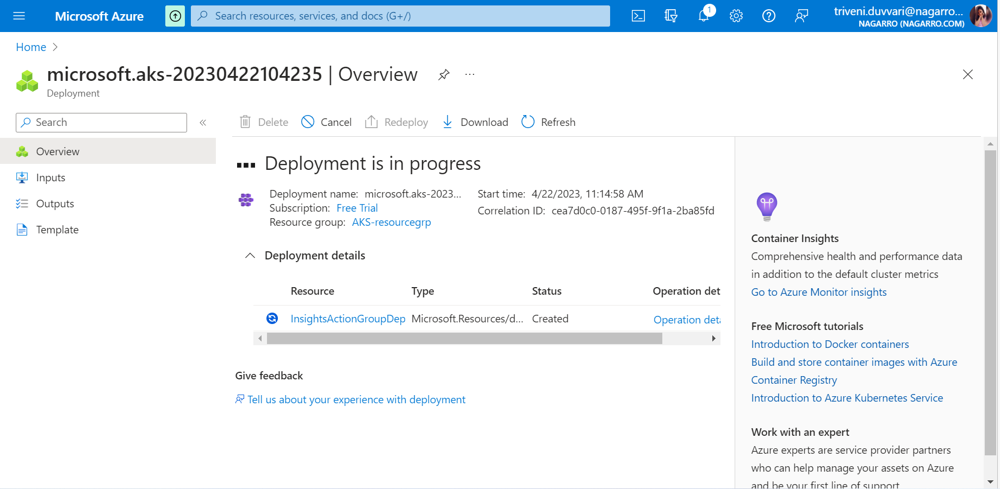 Microsoft Azure
Search resources, services, and docs (G+/)
1
triveni.duvvari@nagarro...
NAGARRO (NAGARRO.COM)
Home
microsoft.aks-20230422104235 | Overview
...
Deployment
Search
«
Delete
Cancel
Redeploy
Download
Refresh
Overview
Inputs
Outputs
Template
Deployment is in progress
Deployment name: microsoft.aks-2023...
Subscription: Free Trial
Resource group: AKS-resourcegrp
Start time: 4/22/2023, 11:14:58 AM
Correlation ID: cea7d0c0-0187-495f-9f1a-2ba85fd
Deployment details
Resource Type Status Operation det
InsightsActionGroupDep Microsoft.Resources/d... Created Operation deta
Give feedback
Tell us about your experience with deployment
Container Insights
Comprehensive health and performance data
in addition to the default cluster metrics
Go to Azure Monitor insights
Free Microsoft tutorials
Introduction to Docker containers
Build and store container images with Azure
Container Registry
Introduction to Azure Kubernetes Service
Work with an expert
Azure experts are service provider partners
who can help manage your assets on Azure
and be your first line of support